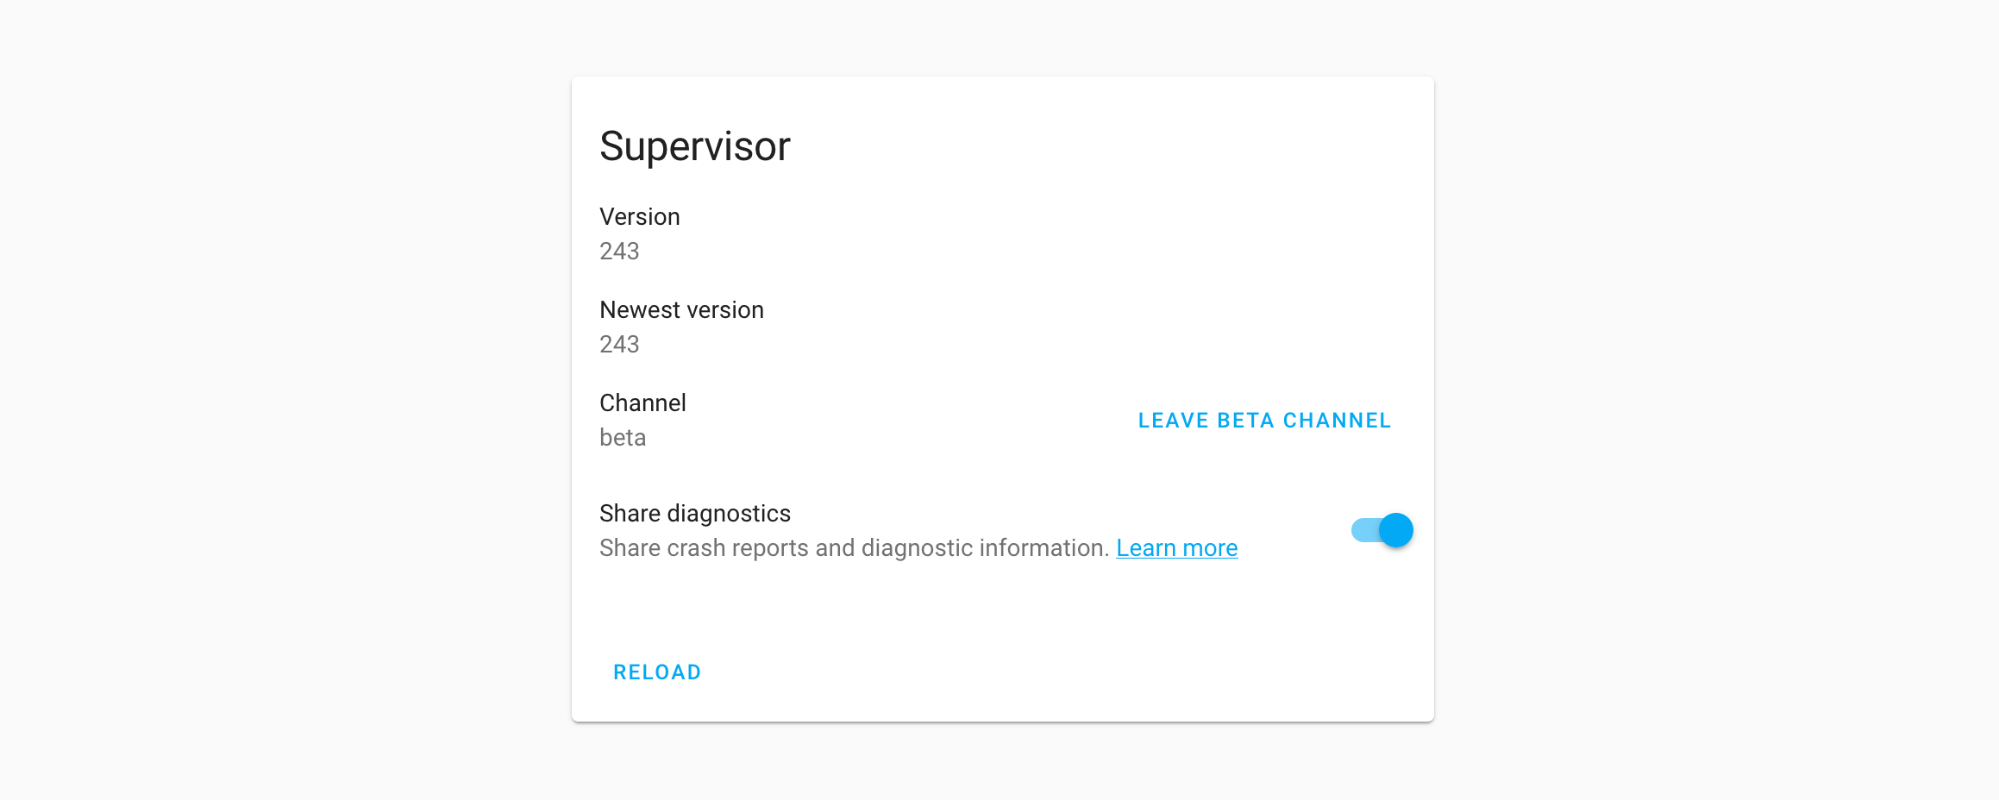 Supervisor
Version
243
Newest version
243
Channel
beta
LEAVE BETA CHANNEL
Share diagnostics
Share crash reports and diagnostic information. Learn more
RELOAD